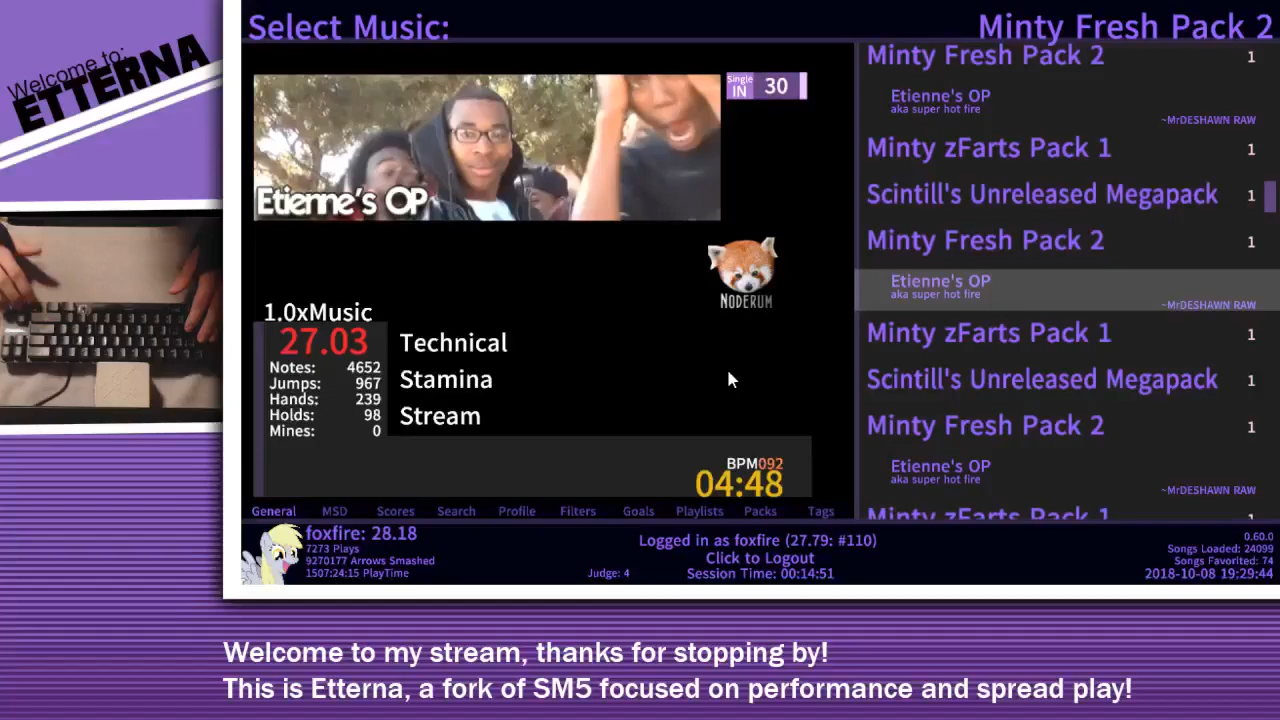 Welcome to:
ETTERNA
Select Music:
Minty Fresh Pack 2
Single
IN
30
Etienne's OP
NODERUM
1.0xMusic
27.03
Notes: 4652
Jumps: 967
Hands: 239
Holds: 98
Mines: 0
Technical
Stamina
Stream
BPM092
04:48
Minty Fresh Pack 2 1
Etienne's OP
aka super hot fire
~MrDESHAWN RAW
Minty zFarts Pack 1 1
Scintill's Unreleased Megapack 1
Minty Fresh Pack 2 1
Etienne's OP
aka super hot fire
~MrDESHAWN RAW
Minty zFarts Pack 1 1
Scintill's Unreleased Megapack 1
Minty Fresh Pack 2 1
Etienne's OP
aka super hot fire
~MrDESHAWN RAW
Minty zFarts Pack 1 1
General MSD Scores Search Profile Filters Goals Playlists Packs Tags
foxfire: 28.18
7273 Plays
9270177 Arrows Smashed
1507:24:15 PlayTime
Judge: 4
Logged in as foxfire (27.79: #110)
Click to Logout
Session Time: 00:14:51
0.60.0
Songs Loaded: 24099
Songs Favorited: 74
2018-10-08 19:29:44
Welcome to my stream, thanks for stopping by!
This is Etterna, a fork of SM5 focused on performance and spread play!